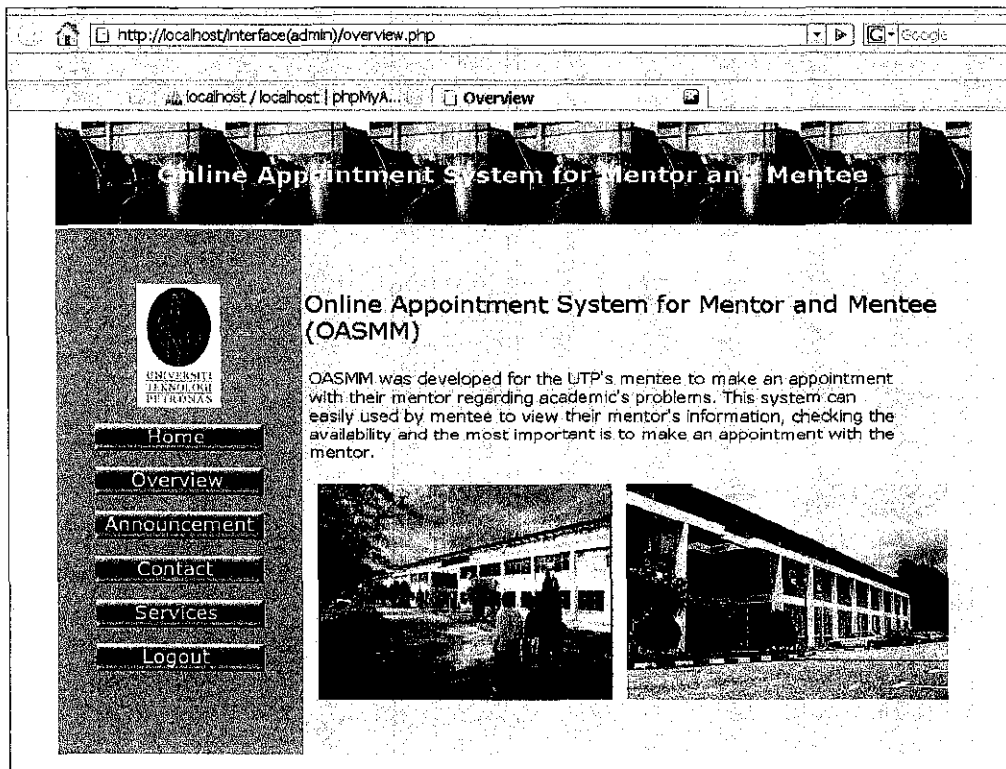 http://localhost/interface(admin)/overview.php
Google
localhost / localhost | phpMyA...
Overview
Online Appointment System for Mentor and Mentee
UNIVERSITI
TEKNOLOGI
PETRONAS
Home
Overview
Announcement
Contact
Services
Logout
Online Appointment System for Mentor and Mentee
(OASMM)
OASMM was developed for the UTP's mentee to make an appointment
with their mentor regarding academic's problems. This system can
easily used by mentee to view their mentor's information, checking the
availability and the most important is to make an appointment with the
mentor.